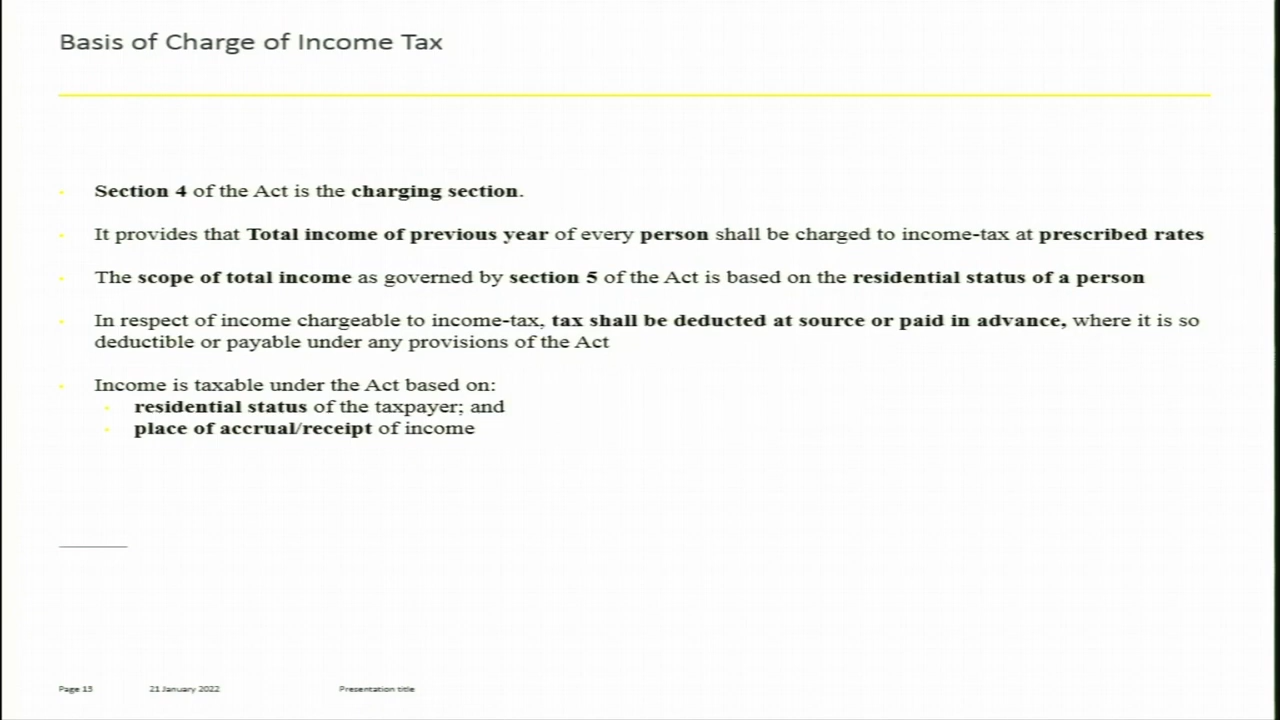 Basis of Charge of Income Tax
Section 4 of the Act is the charging section.
It provides that Total income of previous year of every person shall be charged to income-tax at prescribed rates
The scope of total income as governed by section 5 of the Act is based on the residential status of a person
In respect of income chargeable to income-tax, tax shall be deducted at source or paid in advance, where it is so
deductible or payable under any provisions of the Act
Income is taxable under the Act based on:
residential status of the taxpayer; and
place of accrual/receipt of income
Page 13 21 January 2022 Presentation title